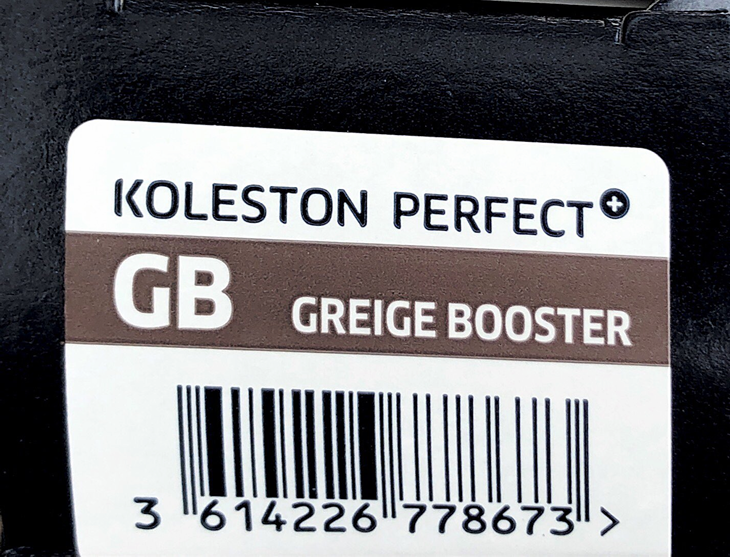 KOLESTON PERFECT⊕
GB GREIGE BOOSTER
3 614226 778673 >